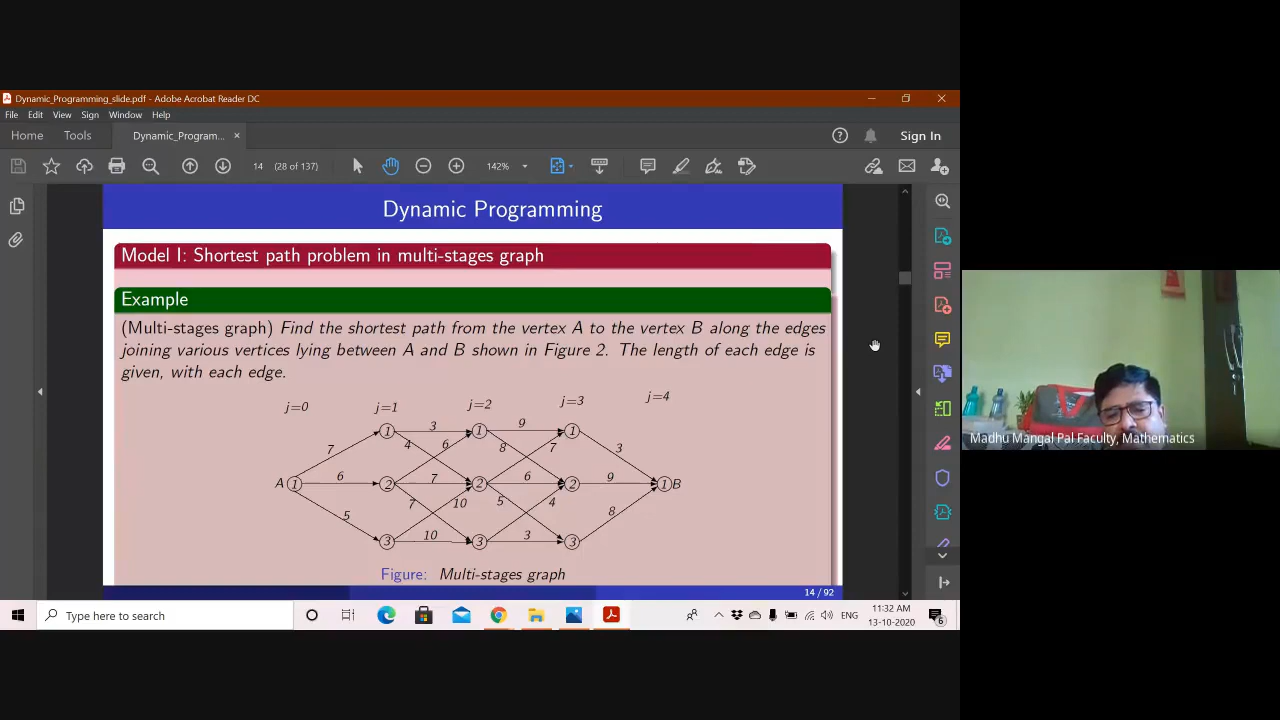 Dynamic_Programming_slide.pdf - Adobe Acrobat Reader DC
File Edit View Sign Window Help
Home Tools Dynamic_Program... × Sign In
14 (28 of 137) 142%
Dynamic Programming
Model I: Shortest path problem in multi-stages graph
Example
(Multi-stages graph) Find the shortest path from the vertex A to the vertex B along the edges
joining various vertices lying between A and B shown in Figure 2. The length of each edge is
given, with each edge.
j=0 j=1 j=2 j=3 j=4
1 3 1 9 1
7 4 6 8 7 3
A 1 6 2 7 2 6 2 9 1 B
5 7 10 5 4 8
3 10 3 3 3
Figure: Multi-stages graph
14 / 92
Madhu Mangal Pal Faculty, Mathematics
Type here to search
ENG
11:32 AM
13-10-2020
6